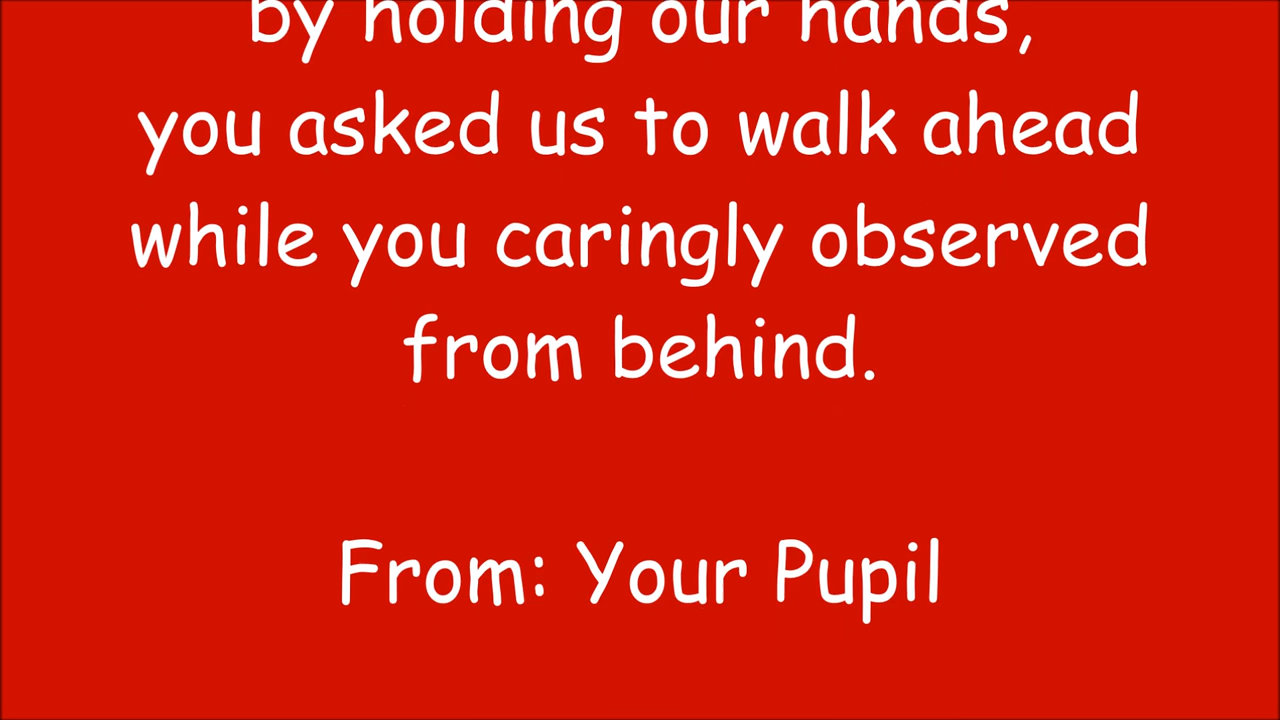 by holding our hands,
you asked us to walk ahead
while you caringly observed
from behind.
From: Your Pupil